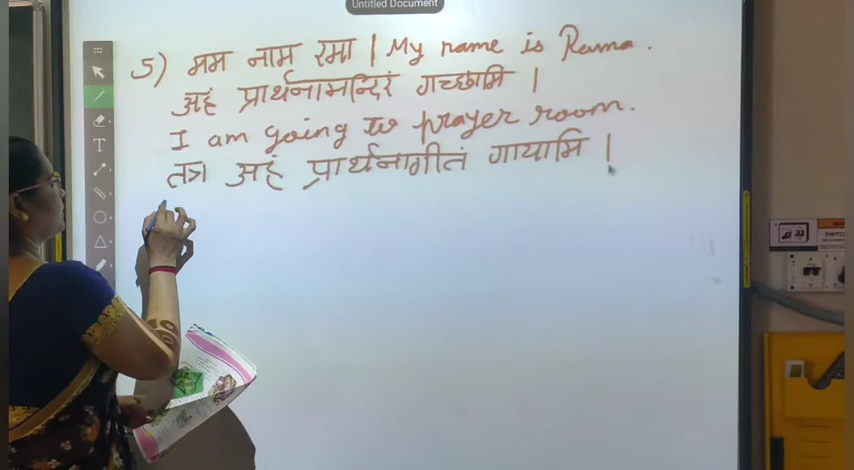 Untitled Document
5) मम नाम रमा | My name is Rama.
अहं प्रार्थनामन्दिरं गच्छामि |
I am going to prayer room.
तत्र अहं प्रार्थनागीतं गायामि |